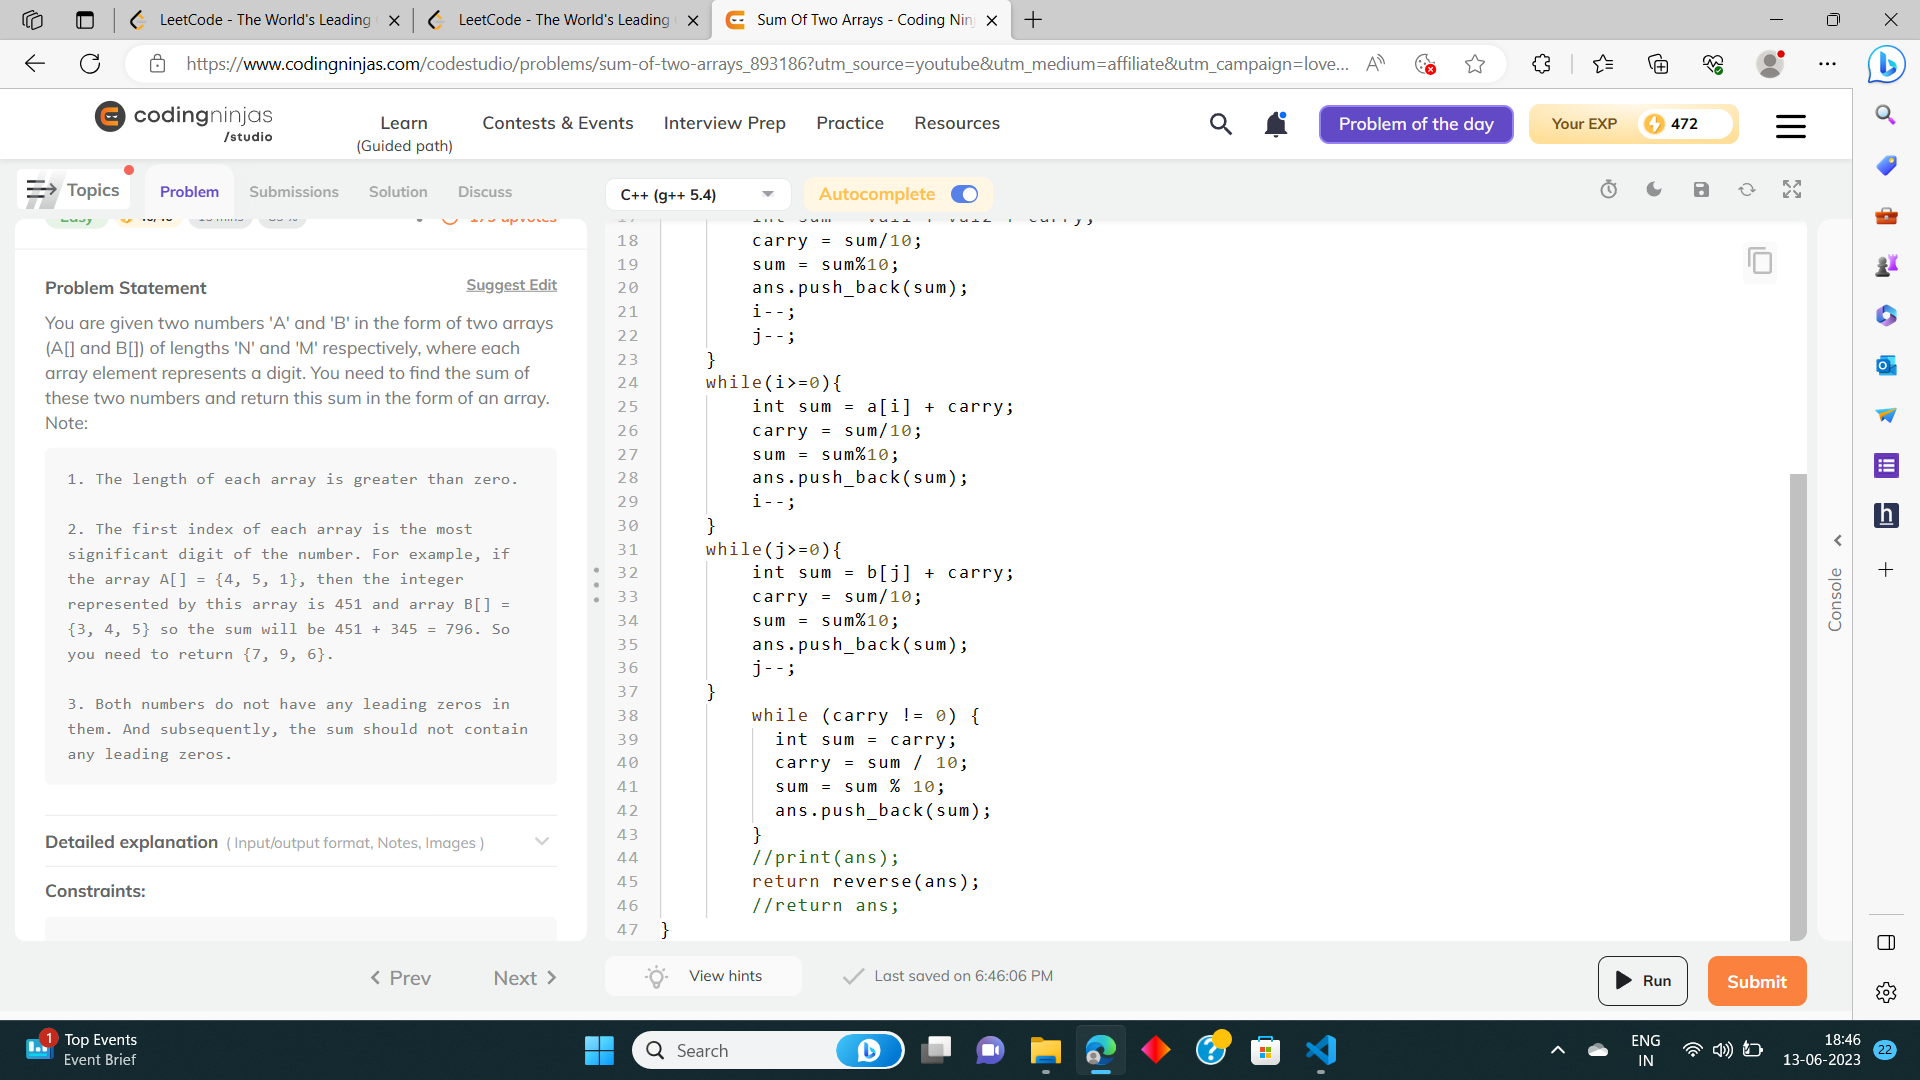 LeetCode - The World's Leading
LeetCode - The World's Leading
Sum Of Two Arrays - Coding Nin
https://www.codingninjas.com/codestudio/problems/sum-of-two-arrays_893186?utm_source=youtube&utm_medium=affiliate&utm_campaign=love...
codingninjas
/studio
Learn
(Guided path)
Contests & Events
Interview Prep
Practice
Resources
Problem of the day
Your EXP
472
Topics
Problem
Submissions
Solution
Discuss
C++ (g++ 5.4)
Autocomplete
Problem Statement
Suggest Edit
You are given two numbers 'A' and 'B' in the form of two arrays
(A[] and B[]) of lengths 'N' and 'M' respectively, where each
array element represents a digit. You need to find the sum of
these two numbers and return this sum in the form of an array.
Note:
1. The length of each array is greater than zero.
2. The first index of each array is the most
significant digit of the number. For example, if
the array A[] = {4, 5, 1}, then the integer
represented by this array is 451 and array B[] =
{3, 4, 5} so the sum will be 451 + 345 = 796. So
you need to return {7, 9, 6}.
3. Both numbers do not have any leading zeros in
them. And subsequently, the sum should not contain
any leading zeros.
Detailed explanation ( Input/output format, Notes, Images )
Constraints:
Prev
Next
17 int sum = val1 + val2 + carry;
18 carry = sum/10;
19 sum = sum%10;
20 ans.push_back(sum);
21 i--;
22 j--;
23 }
24 while(i>=0){
25 int sum = a[i] + carry;
26 carry = sum/10;
27 sum = sum%10;
28 ans.push_back(sum);
29 i--;
30 }
31 while(j>=0){
32 int sum = b[j] + carry;
33 carry = sum/10;
34 sum = sum%10;
35 ans.push_back(sum);
36 j--;
37 }
38 while (carry != 0) {
39 int sum = carry;
40 carry = sum / 10;
41 sum = sum % 10;
42 ans.push_back(sum);
43 }
44 //print(ans);
45 return reverse(ans);
46 //return ans;
47 }
Console
View hints
Last saved on 6:46:06 PM
Run
Submit
1
Top Events
Event Brief
Search
ENG
IN
18:46
13-06-2023
22